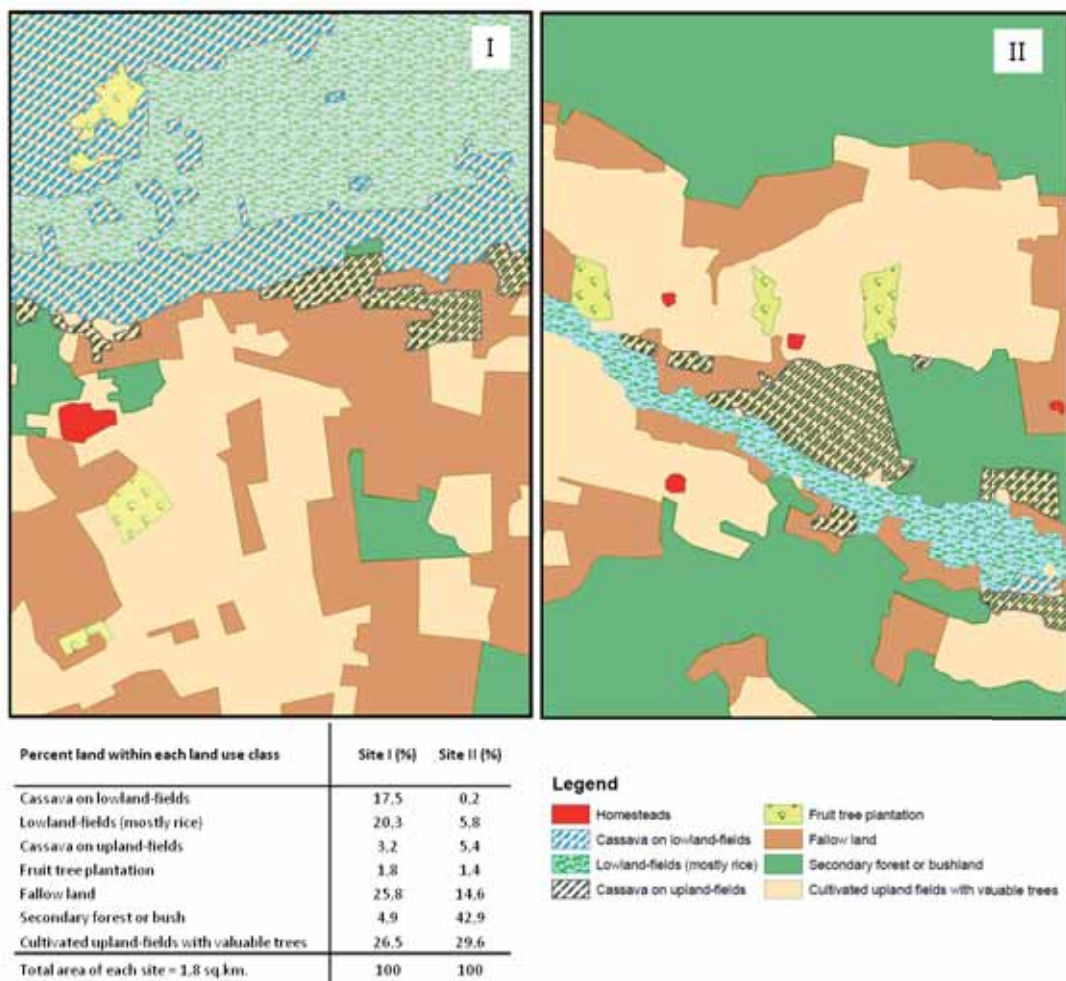 I
II
Percent land within each land use class Site I (%) Site II (%)
Cassava on lowland-fields 17,5 0,2
Lowland-fields (mostly rice) 20,3 5,8
Cassava on upland-fields 3,2 5,4
Fruit tree plantation 1,8 1,4
Fallow land 25,8 14,6
Secondary forest or bush 4,9 42,9
Cultivated upland-fields with valuable trees 26,5 29,6
Total area of each site = 1,8 sq.km. 100 100
Legend
Homesteads
Cassava on lowland-fields
Lowland-fields (mostly rice)
Cassava on upland-fields
Fruit tree plantation
Fallow land
Secondary forest or bushland
Cultivated upland fields with valuable trees